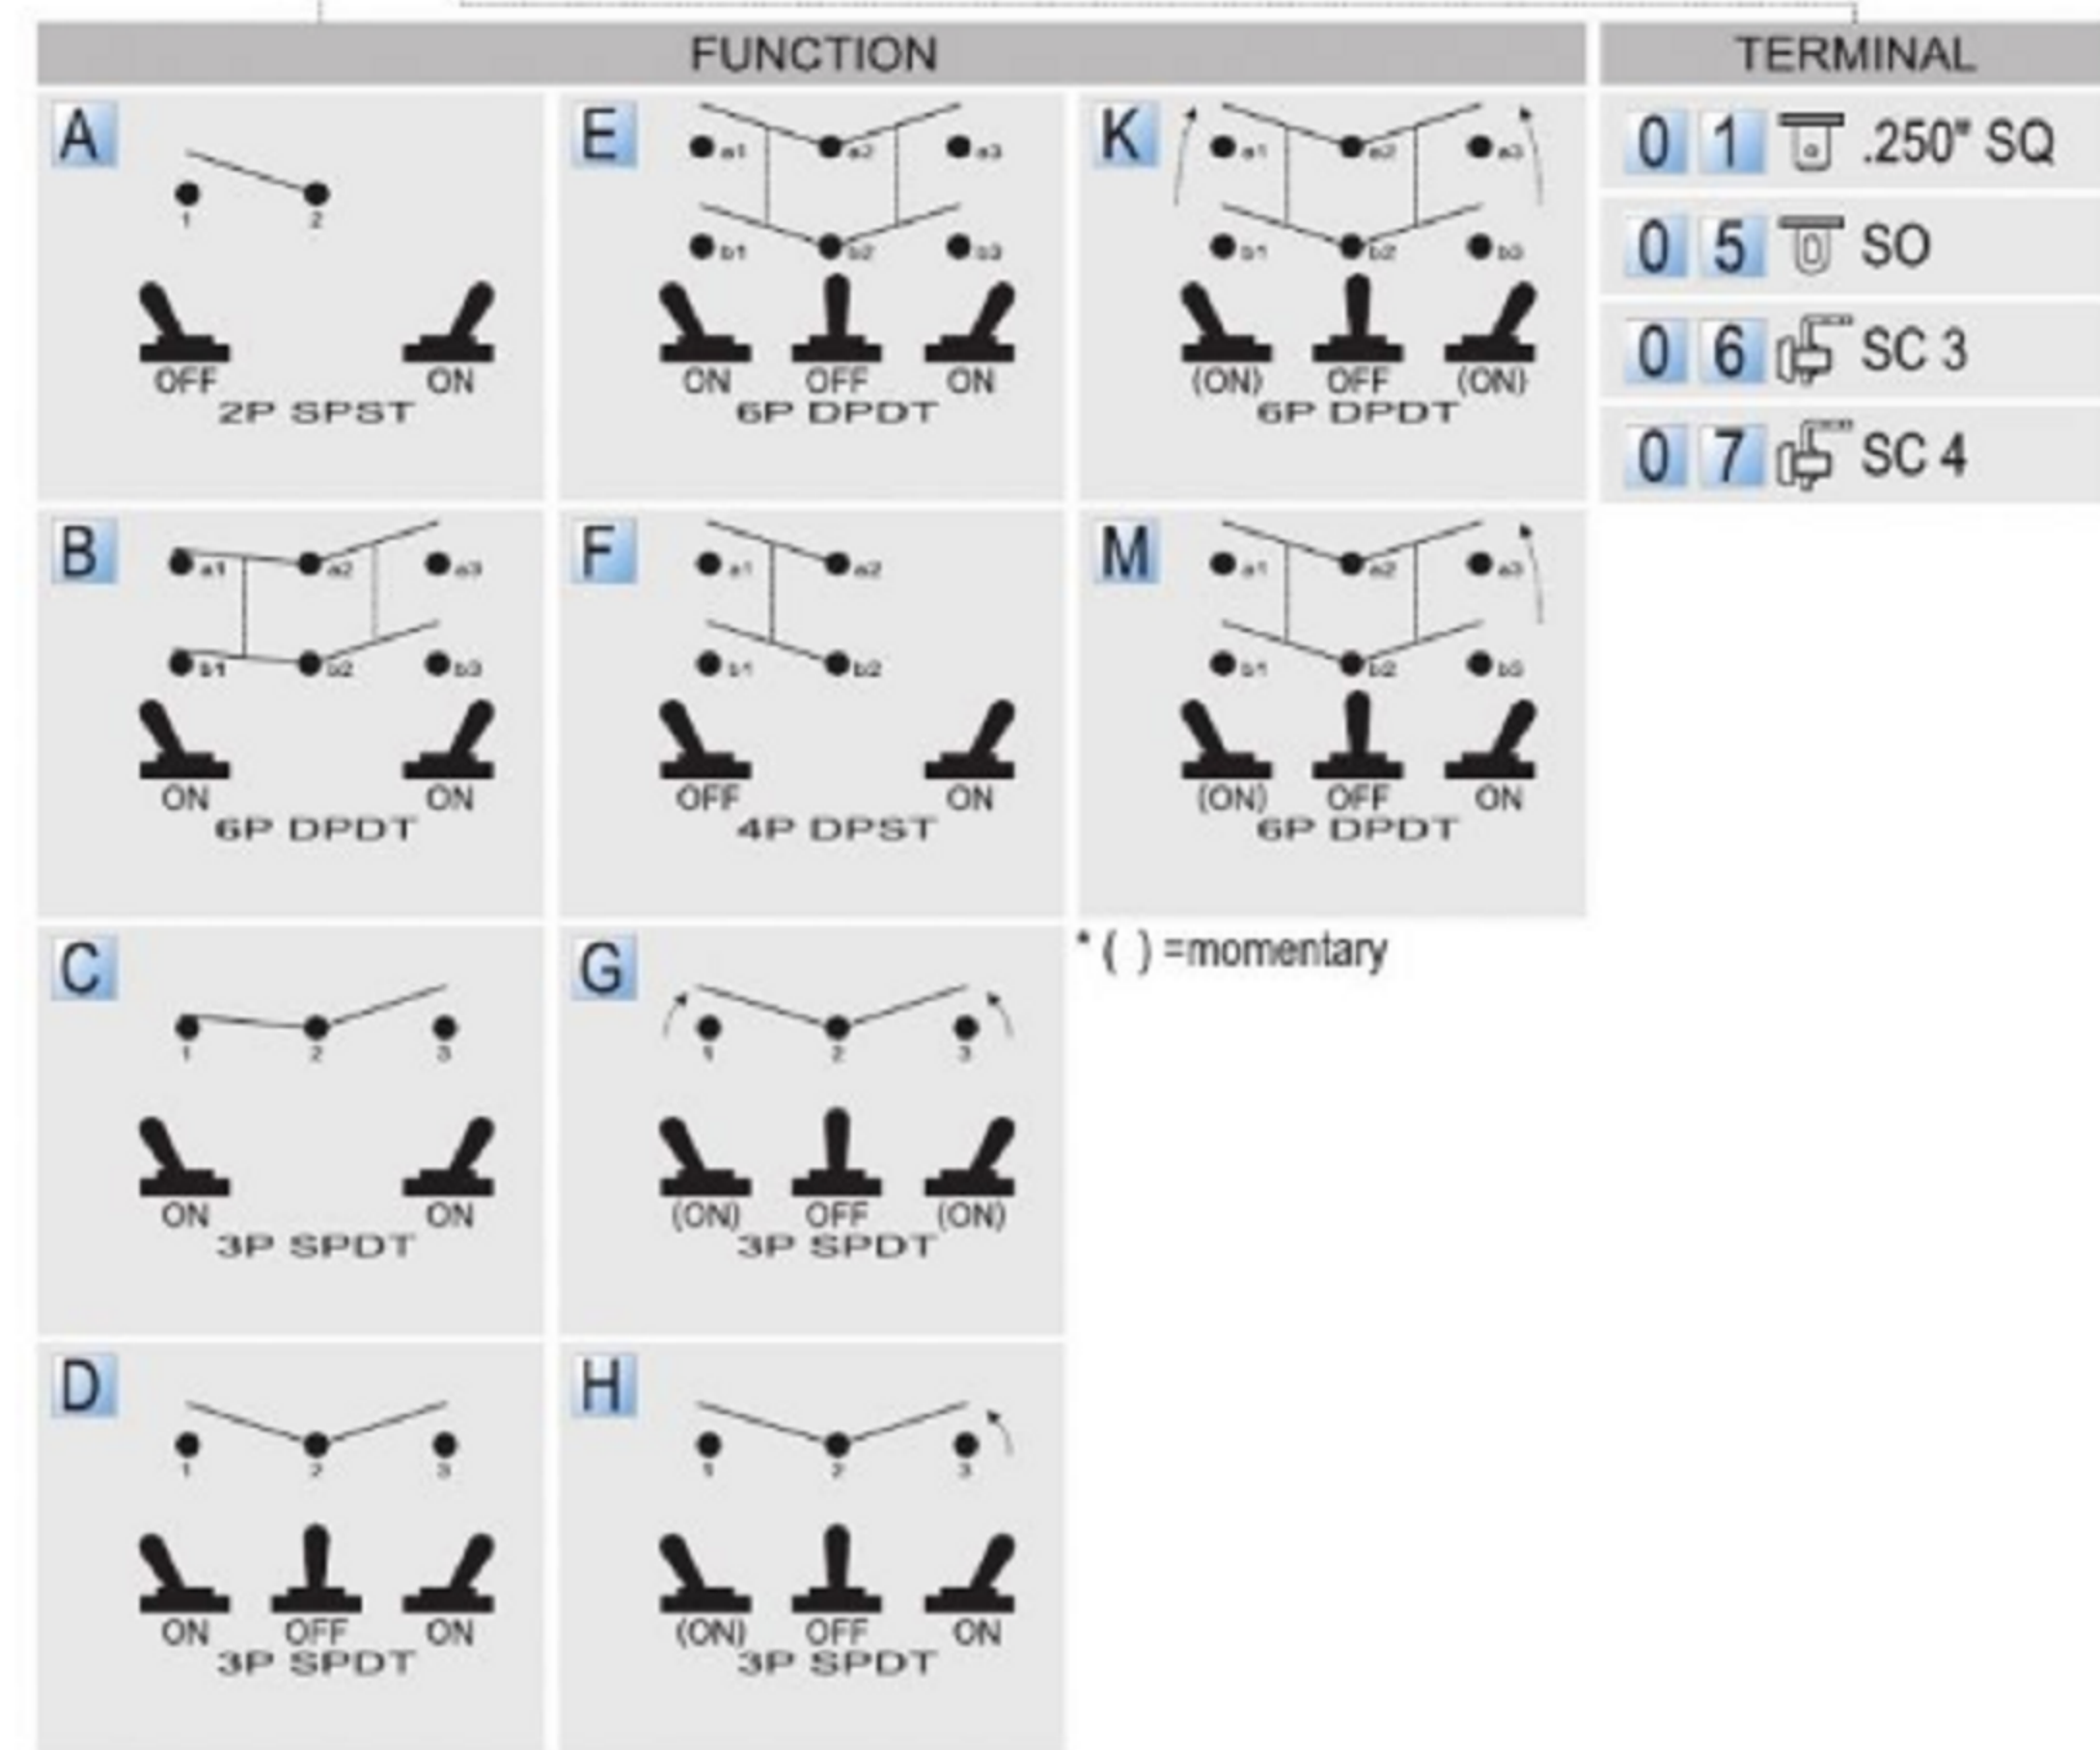 FUNCTION
TERMINAL
A
1 2
OFF ON
2P SPST
E
a1 a2 a3
b1 b2 b3
ON OFF ON
6P DPDT
K
a1 a2 a3
b1 b2 b3
(ON) OFF (ON)
6P DPDT
0 1 .250" SQ
0 5 SO
0 6 SC 3
0 7 SC 4
B
a1 a2 a3
b1 b2 b3
ON ON
6P DPDT
F
a1 a2
b1 b2
OFF ON
4P DPST
M
a1 a2 a3
b1 b2 b3
(ON) OFF ON
6P DPDT
C
1 2 3
ON ON
3P SPDT
G
1 2 3
(ON) OFF (ON)
3P SPDT
* ( ) =momentary
D
1 2 3
ON OFF ON
3P SPDT
H
1 2 3
(ON) OFF ON
3P SPDT